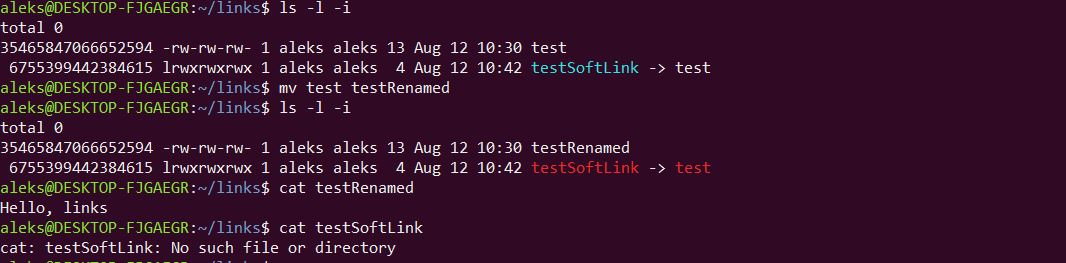 aleks@DESKTOP-FJGAEGR:~/links$ ls -l -i
total 0
35465847066652594 -rw-rw-rw- 1 aleks aleks 13 Aug 12 10:30 test
 6755399442384615 lrwxrwxrwx 1 aleks aleks  4 Aug 12 10:42 testSoftLink -> test
aleks@DESKTOP-FJGAEGR:~/links$ mv test testRenamed
aleks@DESKTOP-FJGAEGR:~/links$ ls -l -i
total 0
35465847066652594 -rw-rw-rw- 1 aleks aleks 13 Aug 12 10:30 testRenamed
 6755399442384615 lrwxrwxrwx 1 aleks aleks  4 Aug 12 10:42 testSoftLink -> test
aleks@DESKTOP-FJGAEGR:~/links$ cat testRenamed
Hello, links
aleks@DESKTOP-FJGAEGR:~/links$ cat testSoftLink
cat: testSoftLink: No such file or directory